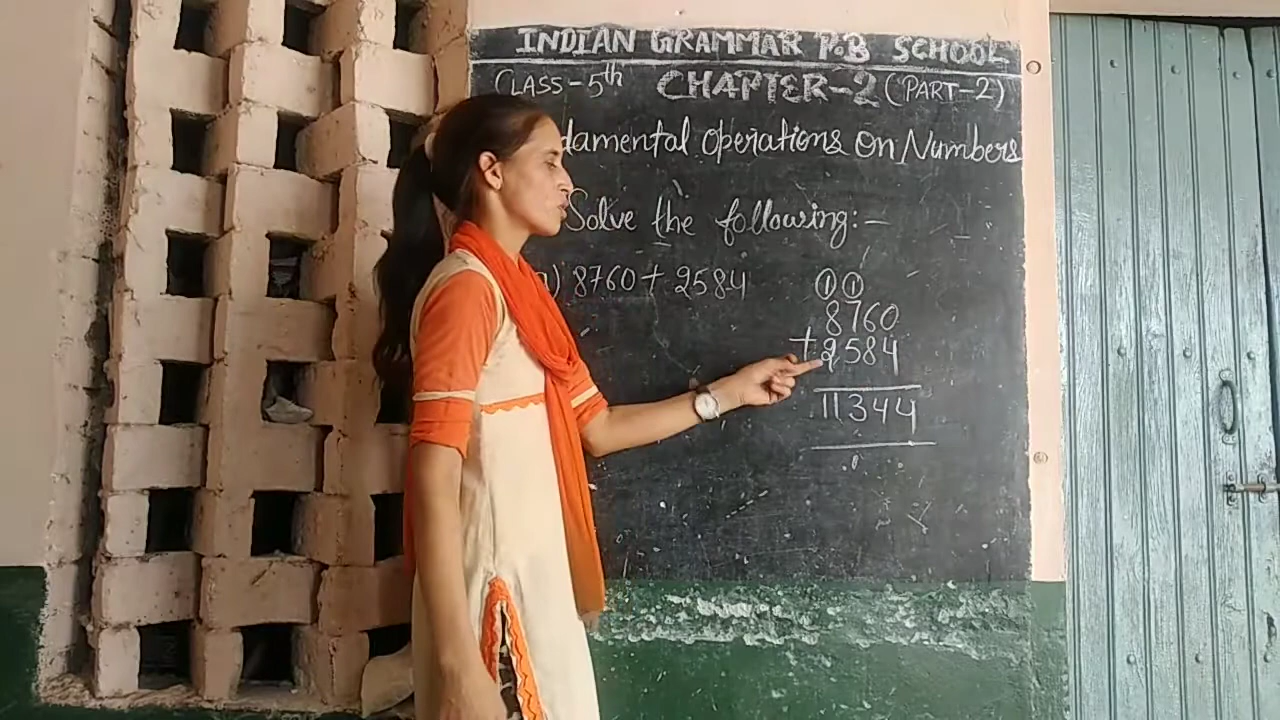 INDIAN GRAMMAR P.B SCHOOL
CLASS-5th CHAPTER-2 (PART-2)
damental Operations On Numbers
Solve the following:-
a) 8760 + 2584
1 1
8760
+ 2584
11344